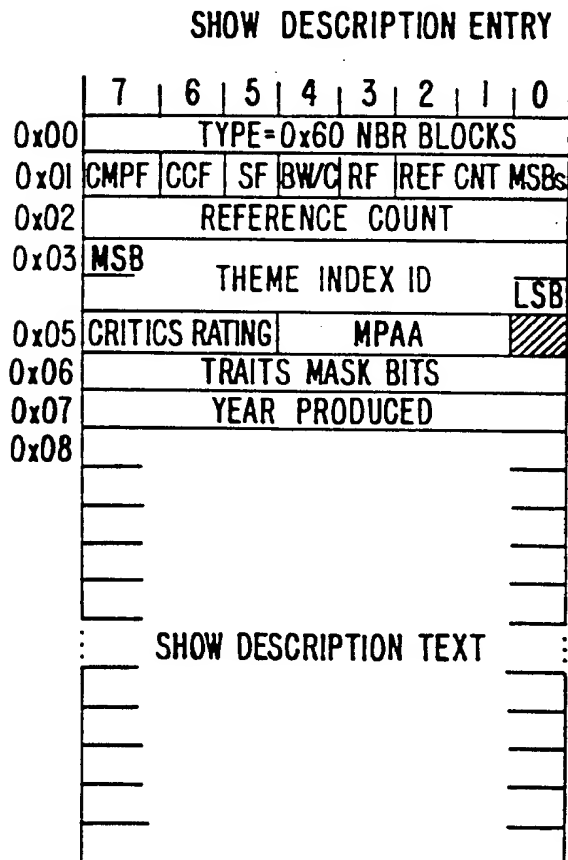 SHOW DESCRIPTION ENTRY
7 6 5 4 3 2 1 0
0x00 TYPE=0x60 NBR BLOCKS
0x01 CMPF CCF SF BW/C RF REF CNT MSBs
0x02 REFERENCE COUNT
0x03 MSB
THEME INDEX ID
LSB
0x05 CRITICS RATING MPAA
0x06 TRAITS MASK BITS
0x07 YEAR PRODUCED
0x08
SHOW DESCRIPTION TEXT